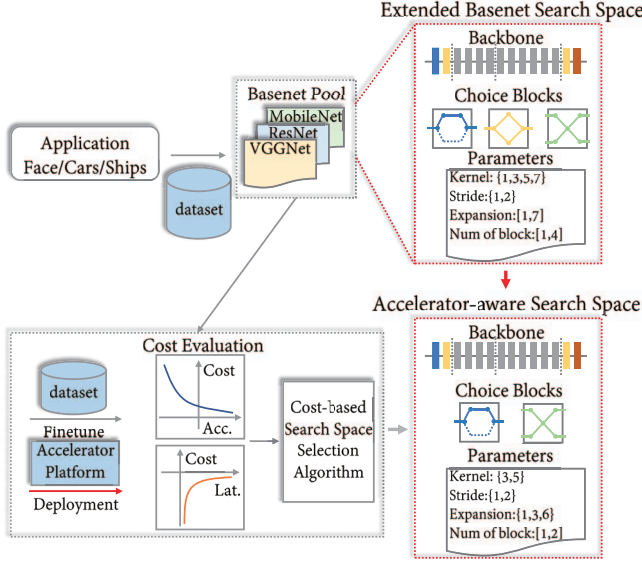 Extended Basenet Search Space
Backbone
Choice Blocks
Parameters
Kernel: {1,3,5,7}
Stride:{1,2}
Expansion:[1,7]
Num of block:[1,4]
Basenet Pool
MobileNet
ResNet
VGGNet
Application
Face/Cars/Ships
dataset
Accelerator-aware Search Space
Backbone
Choice Blocks
Parameters
Kernel: {3,5}
Stride:{1,2}
Expansion:{1,3,6}
Num of block:[1,2]
Cost Evaluation
dataset
Finetune
Accelerator
Platform
Deployment
Cost
Acc.
Cost
Lat.
Cost-based
Search Space
Selection
Algorithm